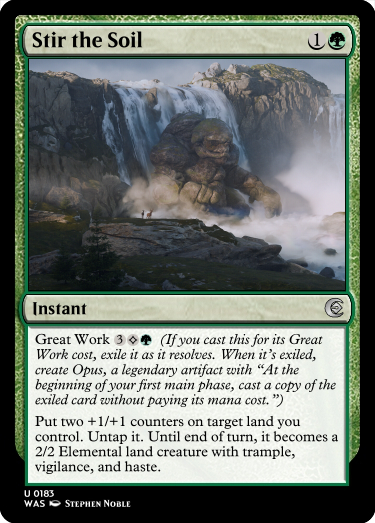 Stir the Soil 1
Instant
Great Work 3 (If you cast this for its Great
Work cost, exile it as it resolves. When it's exiled,
create Opus, a legendary artifact with “At the
beginning of your first main phase, cast a copy of the
exiled card without paying its mana cost.”)
Put two +1/+1 counters on target land you
control. Untap it. Until end of turn, it becomes a
2/2 Elemental land creature with trample,
vigilance, and haste.
U 0183
WAS Stephen Noble